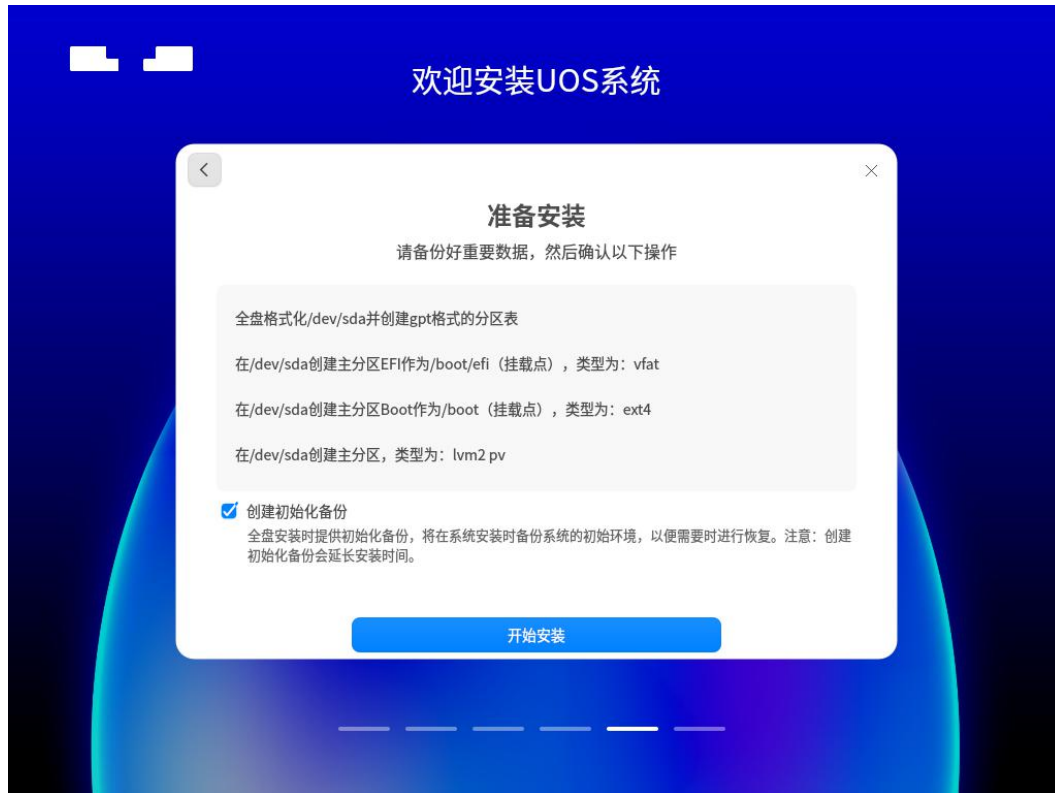 欢迎安装UOS系统
准备安装
请备份好重要数据，然后确认以下操作
全盘格式化/dev/sda并创建gpt格式的分区表
在/dev/sda创建主分区EFI作为/boot/efi（挂载点），类型为：vfat
在/dev/sda创建主分区Boot作为/boot（挂载点），类型为：ext4
在/dev/sda创建主分区，类型为：lvm2 pv
创建初始化备份
全盘安装时提供初始化备份，将在系统安装时备份系统的初始环境，以便需要时进行恢复。注意：创建
初始化备份会延长安装时间。
开始安装